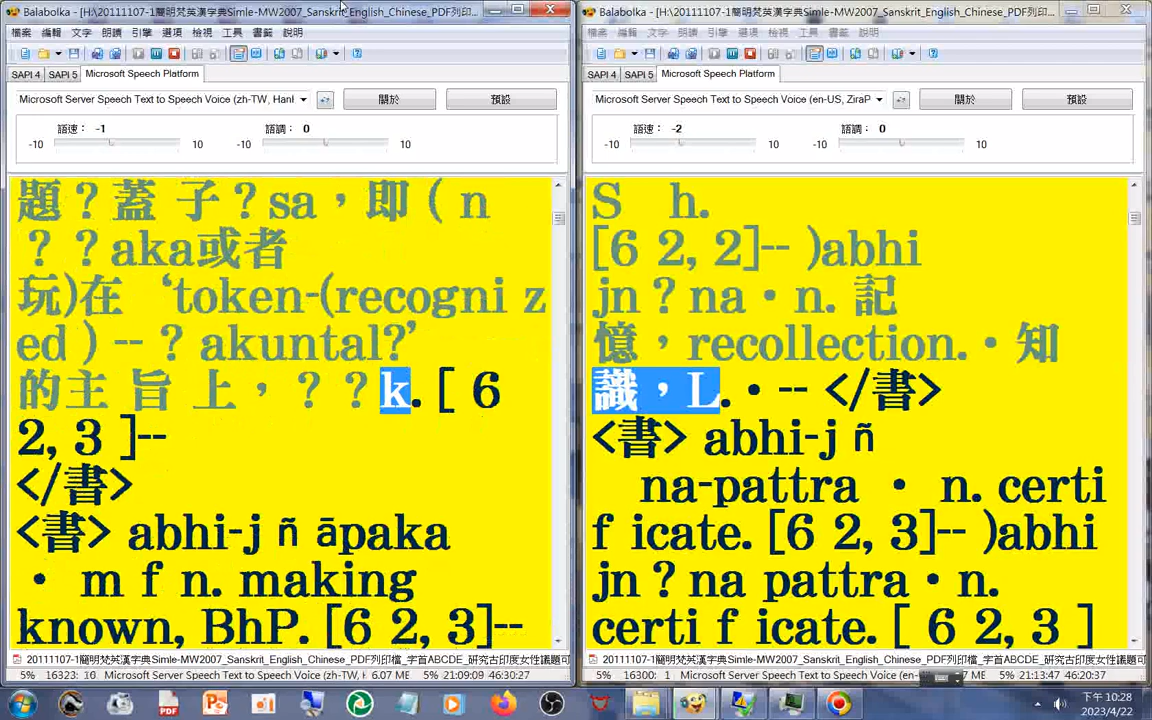 Balabolka - [H:\20111107-1簡明梵英漢字典Simle-MW2007_Sanskrit_English_Chinese_PDF列印...
檔案 編輯 文字 朗讀 引擎 選項 檢視 工具 書籤 說明
SAPI 4 SAPI 5 Microsoft Speech Platform
Microsoft Server Speech Text to Speech Voice (zh-TW, Hanl
關於 預設
語速： -1 語調： 0
-10 10 -10 10
題？蓋 子？sa，即 ( n
？？aka或者
玩)在‘token-(recogni z
ed ) -- ? akuntal?’
的主 旨 上，？？k. [ 6
2, 3 ]--
</書>
<書> abhi-j ñ āpaka
• m f n. making
known, BhP. [6 2, 3]--
20111107-1簡明梵英漢字典Simle-MW2007_Sanskrit_English_Chinese_PDF列印檔_字首ABCDE_研究古印度女性議題可
5% 16323: 10 Microsoft Server Speech Text to Speech Voice (zh-TW, H 6.07 ME 5% 21:09:09 46:30:27
Balabolka - [H:\20111107-1簡明梵英漢字典Simle-MW2007_Sanskrit_English_Chinese_PDF列印...
檔案 編輯 文字 朗讀 引擎 選項 檢視 工具 書籤 說明
SAPI 4 SAPI 5 Microsoft Speech Platform
Microsoft Server Speech Text to Speech Voice (en-US, ZiraP
關於 預設
語速： -2 語調： 0
-10 10 -10 10
S h.
[6 2, 2]-- )abhi
jn ? na • n. 記
憶，recollection. • 知
識，L. • -- </書>
<書> abhi-j ñ
na-pattra • n. certi
f icate. [6 2, 3]-- )abhi
jn ? na pattra • n.
certi f icate. [ 6 2, 3 ]
20111107-1簡明梵英漢字典Simle-MW2007_Sanskrit_English_Chinese_PDF列印檔_字首ABCDE_研究古印度女性議題可
5% 16300: 1 Microsoft Server Speech Text to Speech Voice (en-US 6.07 ME 5% 21:13:47 46:20:37
下午 10:28
2023/4/22